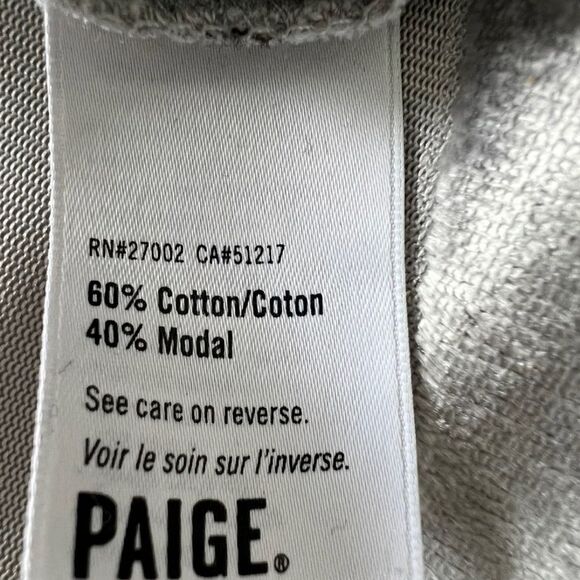 RN#27002 CA#51217
60% Cotton/Coton
40% Modal
See care on reverse.
Voir le soin sur l'inverse.
PAIGE®